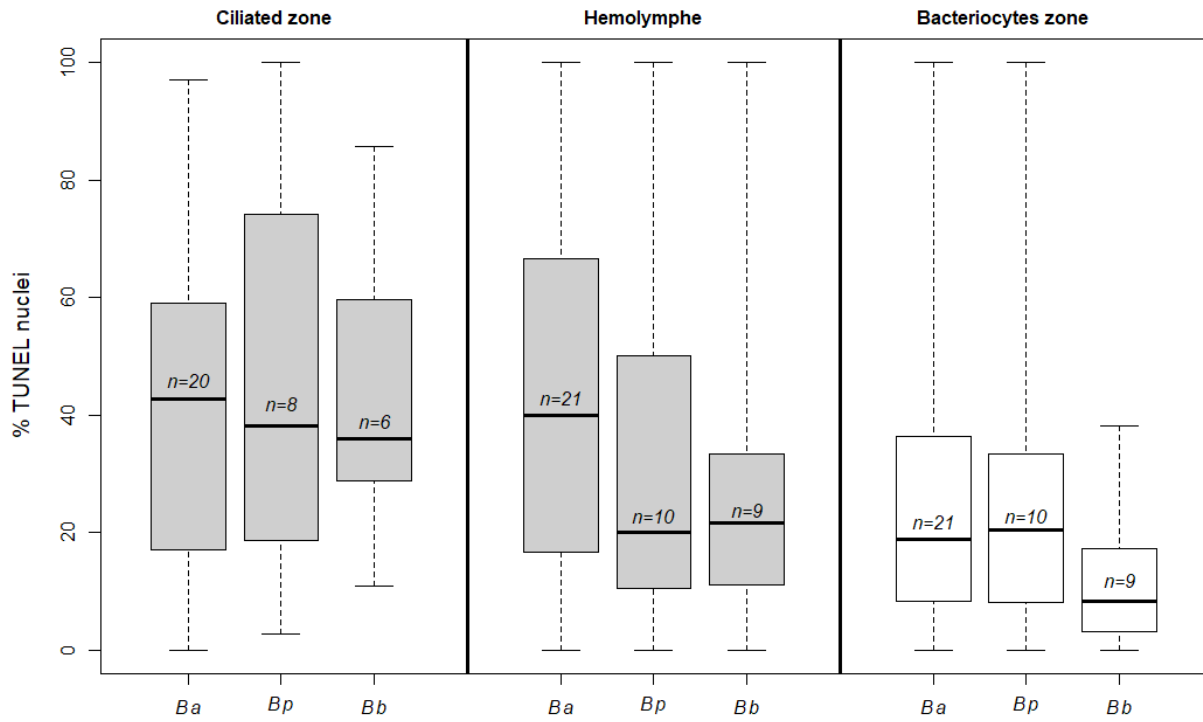 Ciliated zone Hemolymphe Bacteriocytes zone
% TUNEL nuclei
100
80
60
40
20
0
n=20 n=8 n=6 n=21 n=10 n=9 n=21 n=10 n=9
Ba Bp Bb Ba Bp Bb Ba Bp Bb